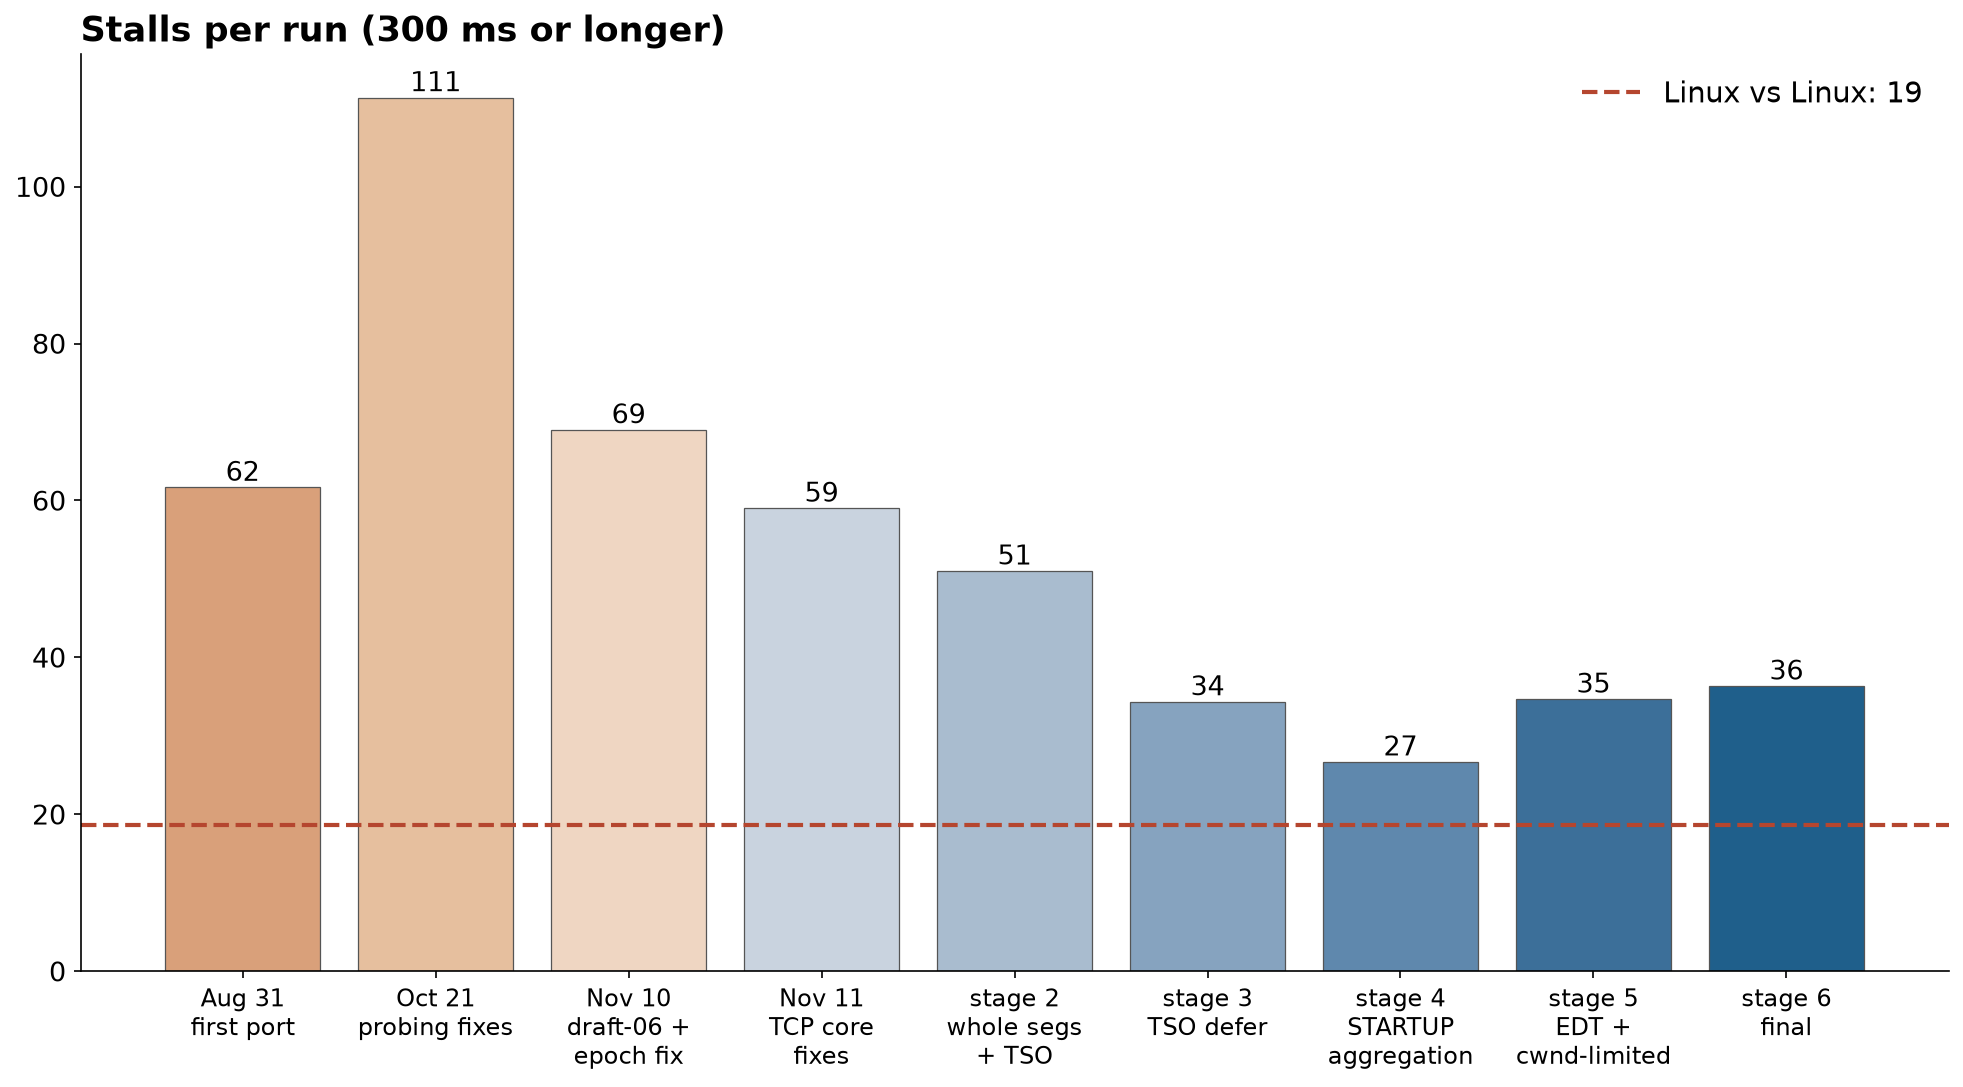 Stalls per run (300 ms or longer)
Linux vs Linux: 19
100
80
60
40
20
0
62
111
69
59
51
34
27
35
36
Aug 31
first port
Oct 21
probing fixes
Nov 10
draft-06 +
epoch fix
Nov 11
TCP core
fixes
stage 2
whole segs
+ TSO
stage 3
TSO defer
stage 4
STARTUP
aggregation
stage 5
EDT +
cwnd-limited
stage 6
final